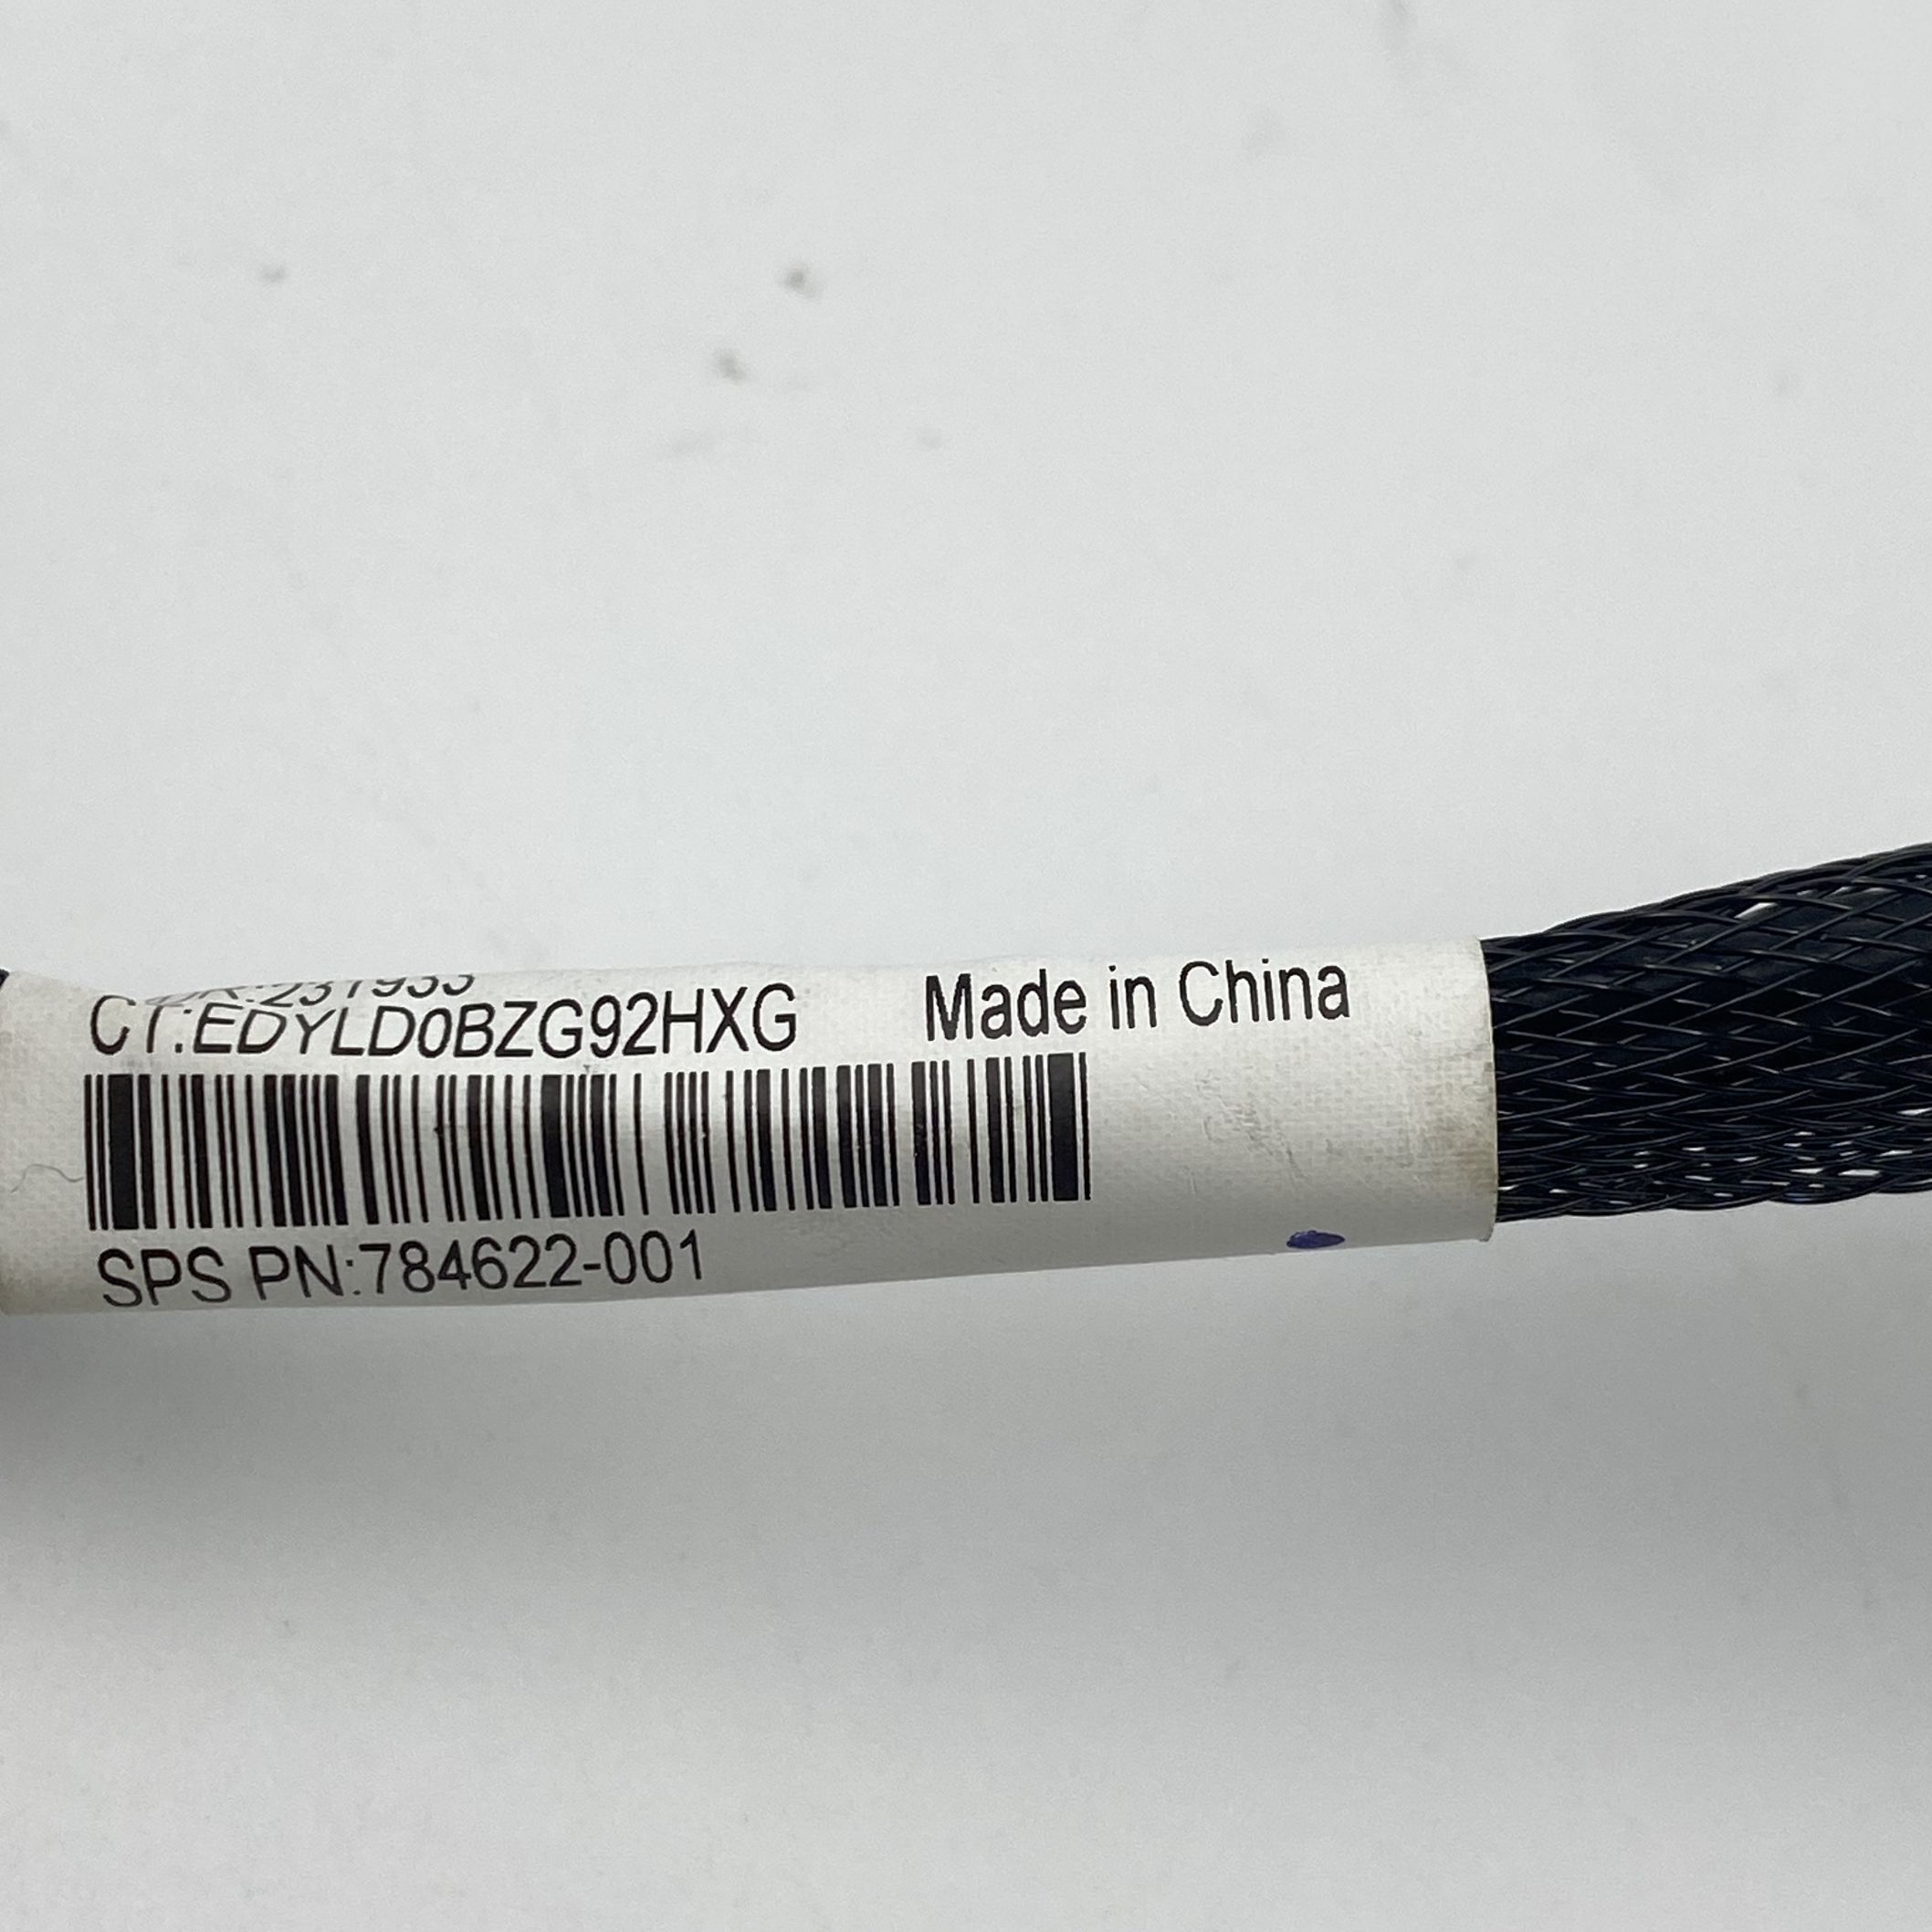 CT:EDYLD0BZG92HXG Made in China
SPS PN:784622-001